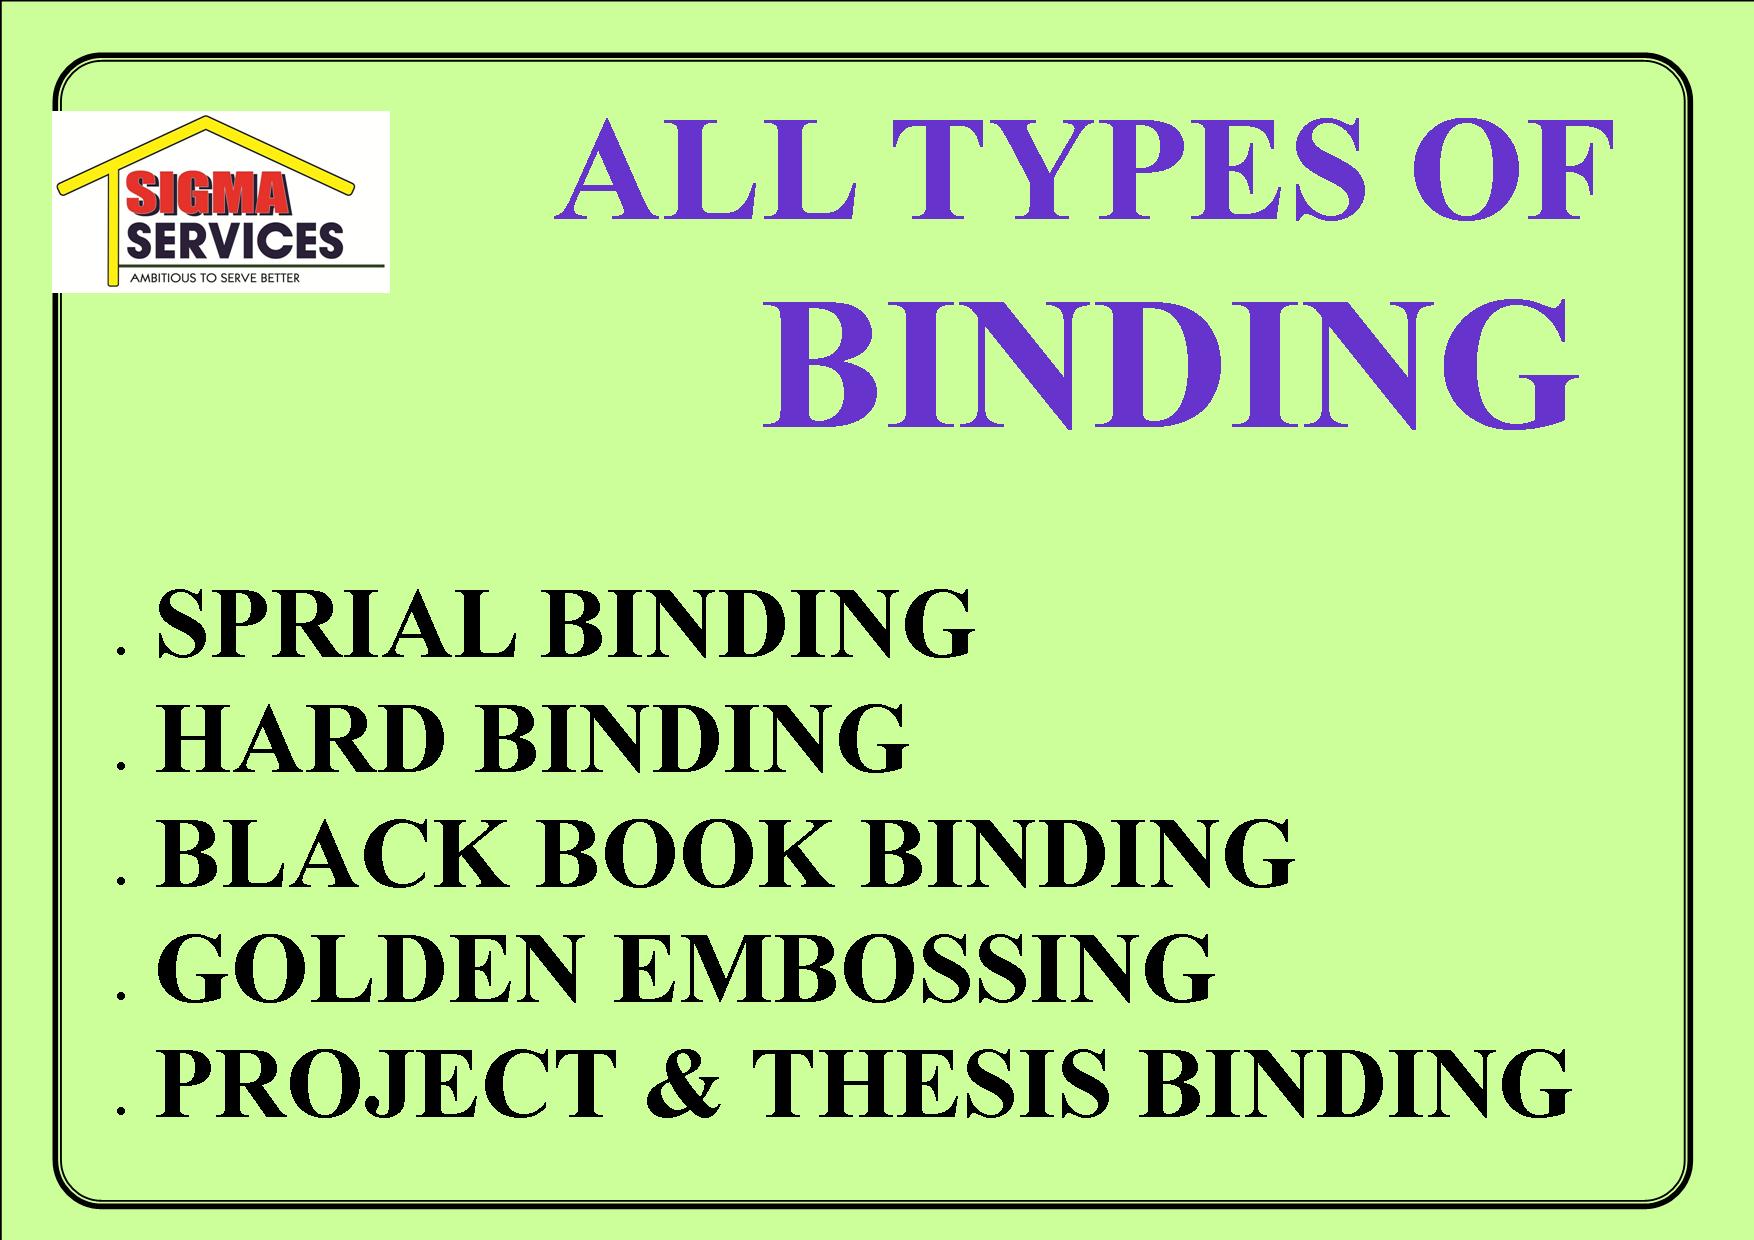 SIGMA
SERVICES
AMBITIOUS TO SERVE BETTER
ALL TYPES OF
BINDING
. SPRIAL BINDING
. HARD BINDING
. BLACK BOOK BINDING
. GOLDEN EMBOSSING
. PROJECT & THESIS BINDING